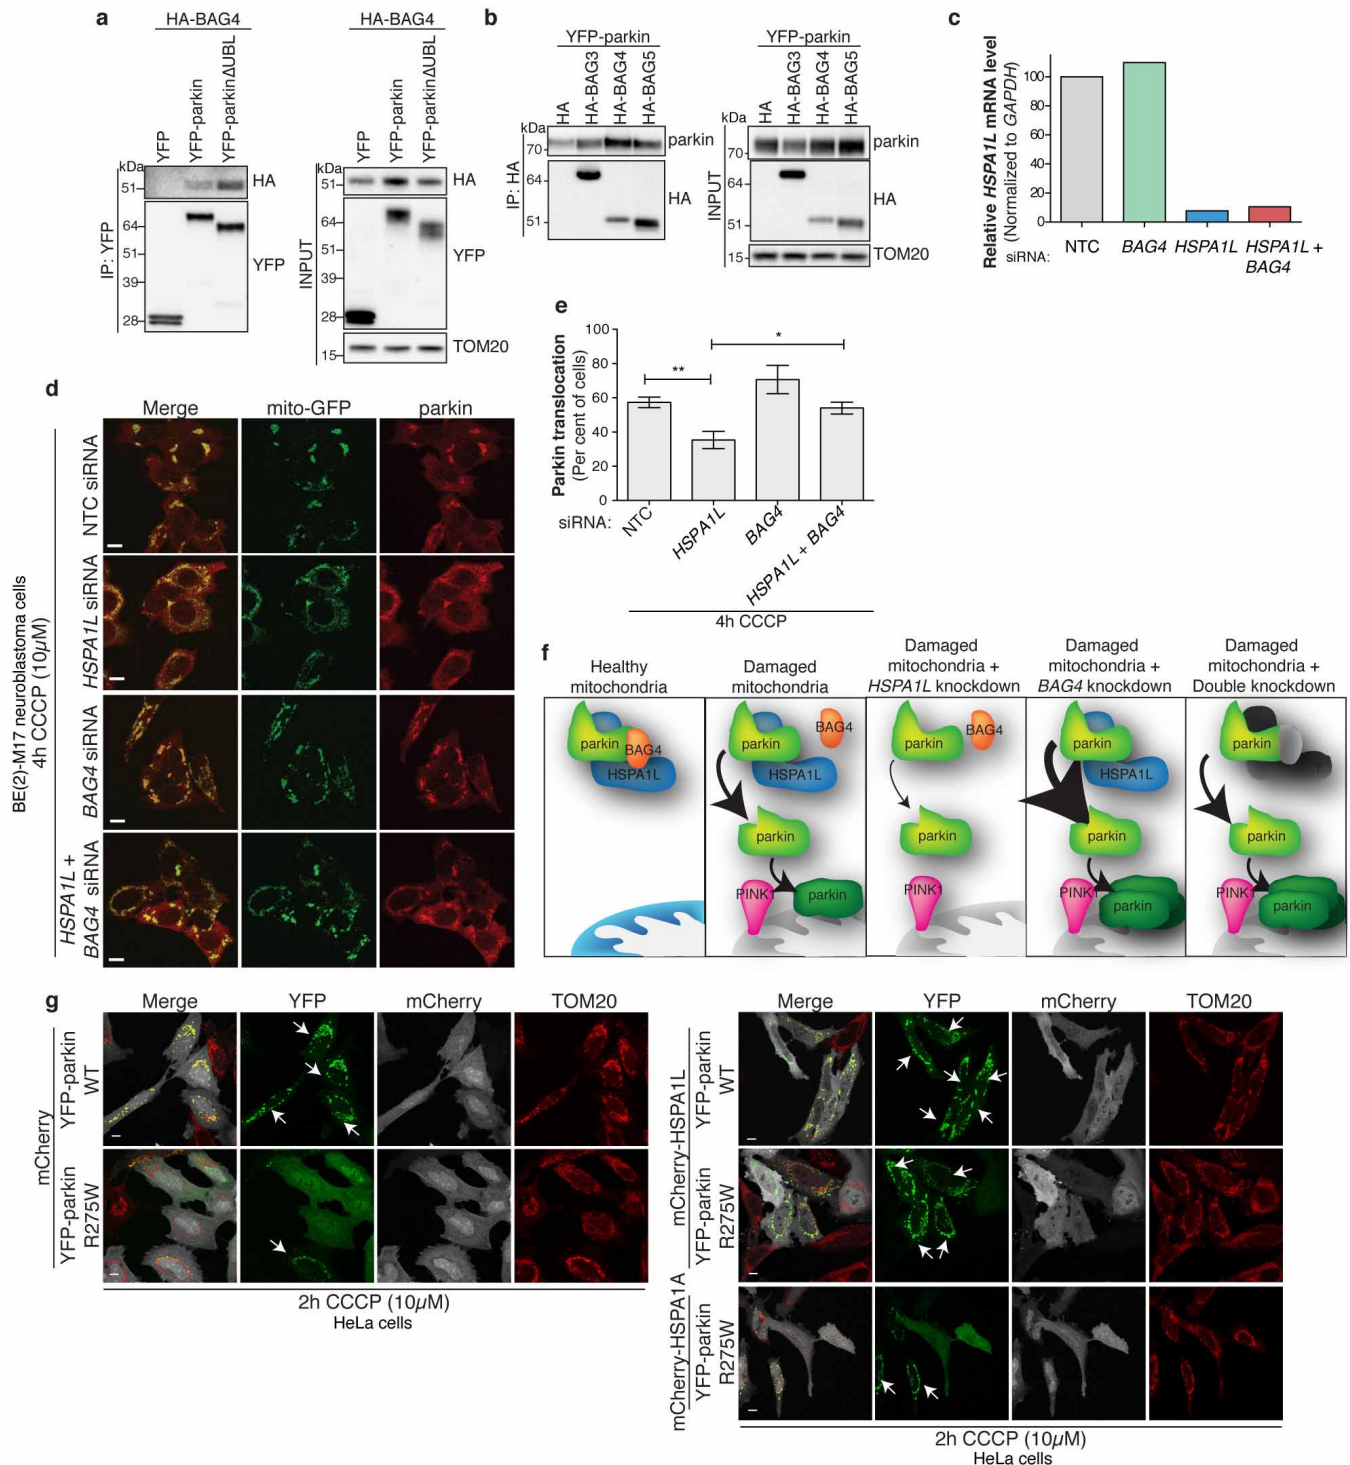 a
HA-BAG4
YFP
YFP-parkin
YFP-parkinΔUBL
kDa
51
HA
IP: YFP
64
51
39
28
YFP
HA-BAG4
YFP
YFP-parkin
YFP-parkinΔUBL
kDa
51
HA
INPUT
64
51
39
28
YFP
15
TOM20
b
YFP-parkin
HA
HA-BAG3
HA-BAG4
HA-BAG5
kDa
70
parkin
IP: HA
64
51
HA
YFP-parkin
HA
HA-BAG3
HA-BAG4
HA-BAG5
kDa
70
parkin
INPUT
64
51
HA
15
TOM20
c
Relative HSPA1L mRNA level
(Normalized to GAPDH)
100
80
60
40
20
0
siRNA:
NTC
BAG4
HSPA1L
HSPA1L +
BAG4
d
Merge
mito-GFP
parkin
BE(2)-M17 neuroblastoma cells
4h CCCP (10μM)
NTC siRNA
HSPA1L siRNA
BAG4 siRNA
HSPA1L +
BAG4 siRNA
e
Parkin translocation
(Per cent of cells)
100
80
60
40
20
0
**
*
siRNA:
NTC
HSPA1L
BAG4
HSPA1L + BAG4
4h CCCP
f
Healthy
mitochondria
Damaged
mitochondria
Damaged
mitochondria +
HSPA1L knockdown
Damaged
mitochondria +
BAG4 knockdown
Damaged
mitochondria +
Double knockdown
parkin
BAG4
HSPA1L
parkin
BAG4
HSPA1L
parkin
PINK1
parkin
parkin
BAG4
parkin
PINK1
parkin
HSPA1L
parkin
PINK1
parkin
parkin
parkin
PINK1
parkin
g
Merge
YFP
mCherry
TOM20
mCherry
YFP-parkin
WT
YFP-parkin
R275W
2h CCCP (10μM)
HeLa cells
Merge
YFP
mCherry
TOM20
mCherry-HSPA1L
YFP-parkin
WT
YFP-parkin
R275W
mCherry-HSPA1A
YFP-parkin
R275W
2h CCCP (10μM)
HeLa cells